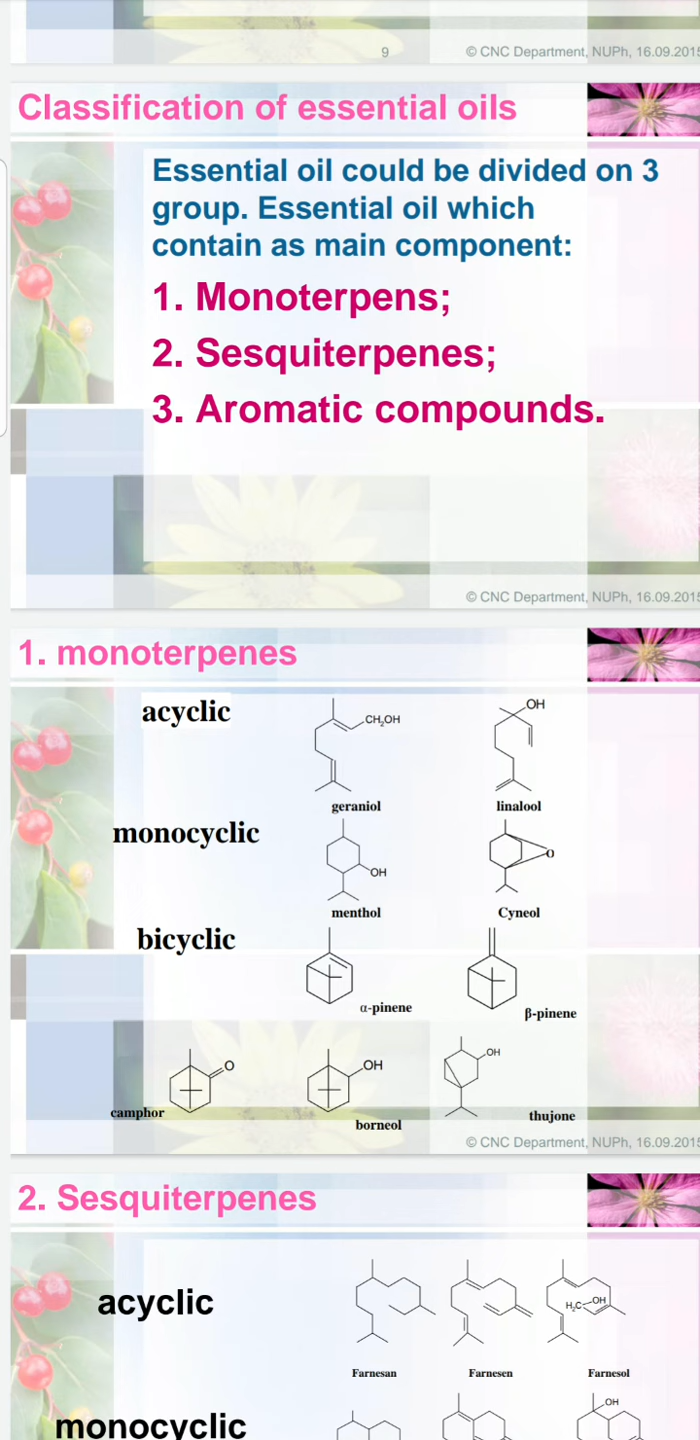 9
© CNC Department, NUPh, 16.09.2015
Classification of essential oils
Essential oil could be divided on 3
group. Essential oil which
contain as main component:
1. Monoterpens;
2. Sesquiterpenes;
3. Aromatic compounds.
© CNC Department, NUPh, 16.09.2015
1. monoterpenes
acyclic
CH2OH
OH
geraniol
linalool
monocyclic
OH
O
menthol
Cyneol
bicyclic
α-pinene
β-pinene
O
OH
OH
camphor
borneol
thujone
© CNC Department, NUPh, 16.09.2015
2. Sesquiterpenes
acyclic
H2C OH
Farnesan
Farnesen
Farnesol
OH
monocyclic